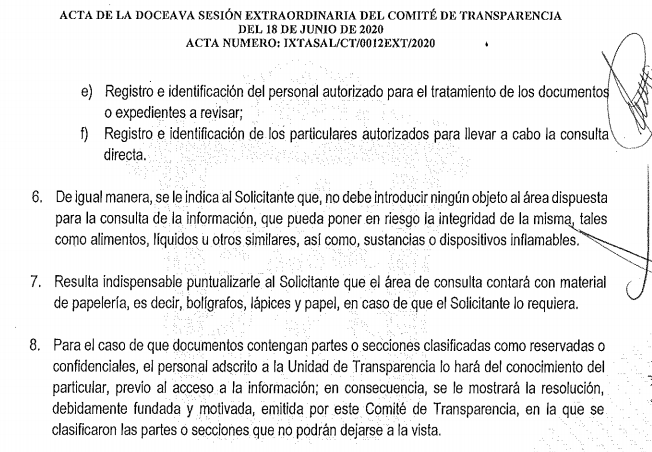 ACTA DE LA DOCEAVA SESIÓN EXTRAORDINARIA DEL COMITÉ DE TRANSPARENCIA
DEL 18 DE JUNIO DE 2020
ACTA NUMERO: IXTASAL/CT/0012EXT/2020
e) Registro e identificación del personal autorizado para el tratamiento de los documentos
o expedientes a revisar;
f) Registro e identificación de los particulares autorizados para llevar a cabo la consulta
directa.
6. De igual manera, se le indica al Solicitante que, no debe introducir ningún objeto al área dispuesta
para la consulta de la información, que pueda poner en riesgo la integridad de la misma, tales
como alimentos, líquidos u otros similares, así como, sustancias o dispositivos inflamables.
7. Resulta indispensable puntualizarle al Solicitante que el área de consulta contará con material
de papelería, es decir, bolígrafos, lápices y papel, en caso de que el Solicitante lo requiera.
8. Para el caso de que documentos contengan partes o secciones clasificadas como reservadas o
confidenciales, el personal adscrito a la Unidad de Transparencia lo hará del conocimiento del
particular, previo al acceso a la información; en consecuencia, se le mostrará la resolución,
debidamente fundada y motivada, emitida por este Comité de Transparencia, en la que se
clasificaron las partes o secciones que no podrán dejarse a la vista.